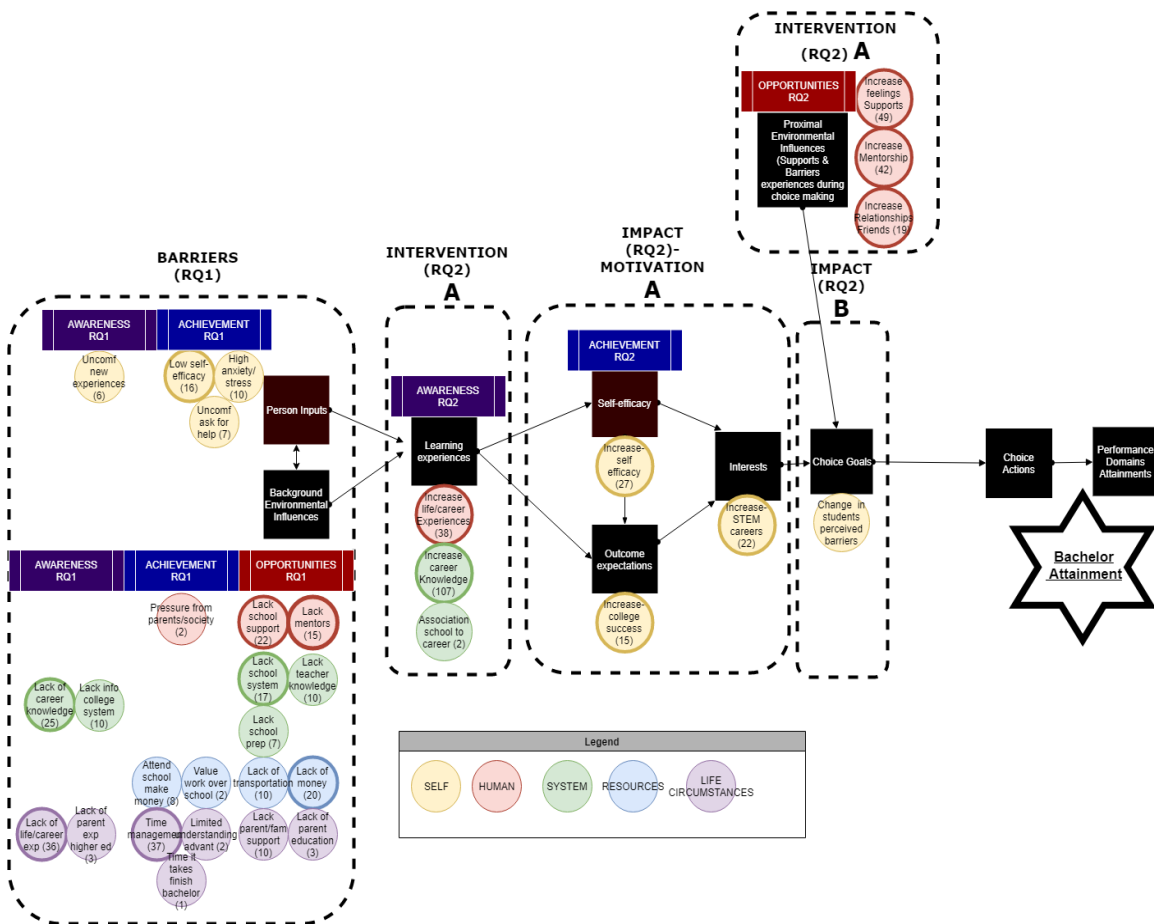 INTERVENTION
(RQ2) A
OPPORTUNITIES
RQ2
Proximal
Environmental
Influences
(Supports &
Barriers
experiences during
choice making
Increase
feelings
Supports
(49)
Increase
Mentorship
(42)
Increase
Relationships
Friends (19)
BARRIERS
(RQ1)
INTERVENTION
(RQ2)
A
IMPACT
(RQ2)-
MOTIVATION
A
IMPACT
(RQ2)
B
AWARENESS
RQ1
ACHIEVEMENT
RQ1
Uncomf
new
experiences
(6)
Low self-
efficacy
(16)
High
anxiety/
stress
(10)
Uncomf
ask for
help (7)
Person Inputs
Background
Environmental
Influences
AWARENESS
RQ2
Learning
experiences
Increase
life/career
Experiences
(38)
Increase
career
Knowledge
(107)
Association
school to
career (2)
ACHIEVEMENT
RQ2
Self-efficacy
Increase-
self
efficacy
(27)
Outcome
expectations
Increase-
college
success
(15)
Interests
Increase-
STEM
careers
(22)
Choice Goals
Change in
students
perceived
barriers
Choice
Actions
Performance
Domains
Attainments
Bachelor
Attainment
AWARENESS
RQ1
ACHIEVEMENT
RQ1
OPPORTUNITIES
RQ1
Pressure from
parents/society
(2)
Lack
school
support
(22)
Lack
mentors
(15)
Lack of
career
knowledge
(25)
Lack info
college
system
(10)
Lack
school
system
(17)
Lack
teacher
knowledge
(10)
Lack
school
prep
(7)
Attend
school
make
money (8)
Value
work over
school (2)
Lack of
transportation
(10)
Lack of
money
(20)
Lack of
life/career
exp (36)
Lack of
parent
exp
higher ed
(3)
Time
management
(37)
Limited
understanding
advant (2)
Lack
parent/fam
support
(10)
Lack of
parent
education
(3)
Time it
takes
finish
bachelor
(1)
Legend
SELF
HUMAN
SYSTEM
RESOURCES
LIFE
CIRCUMSTANCES